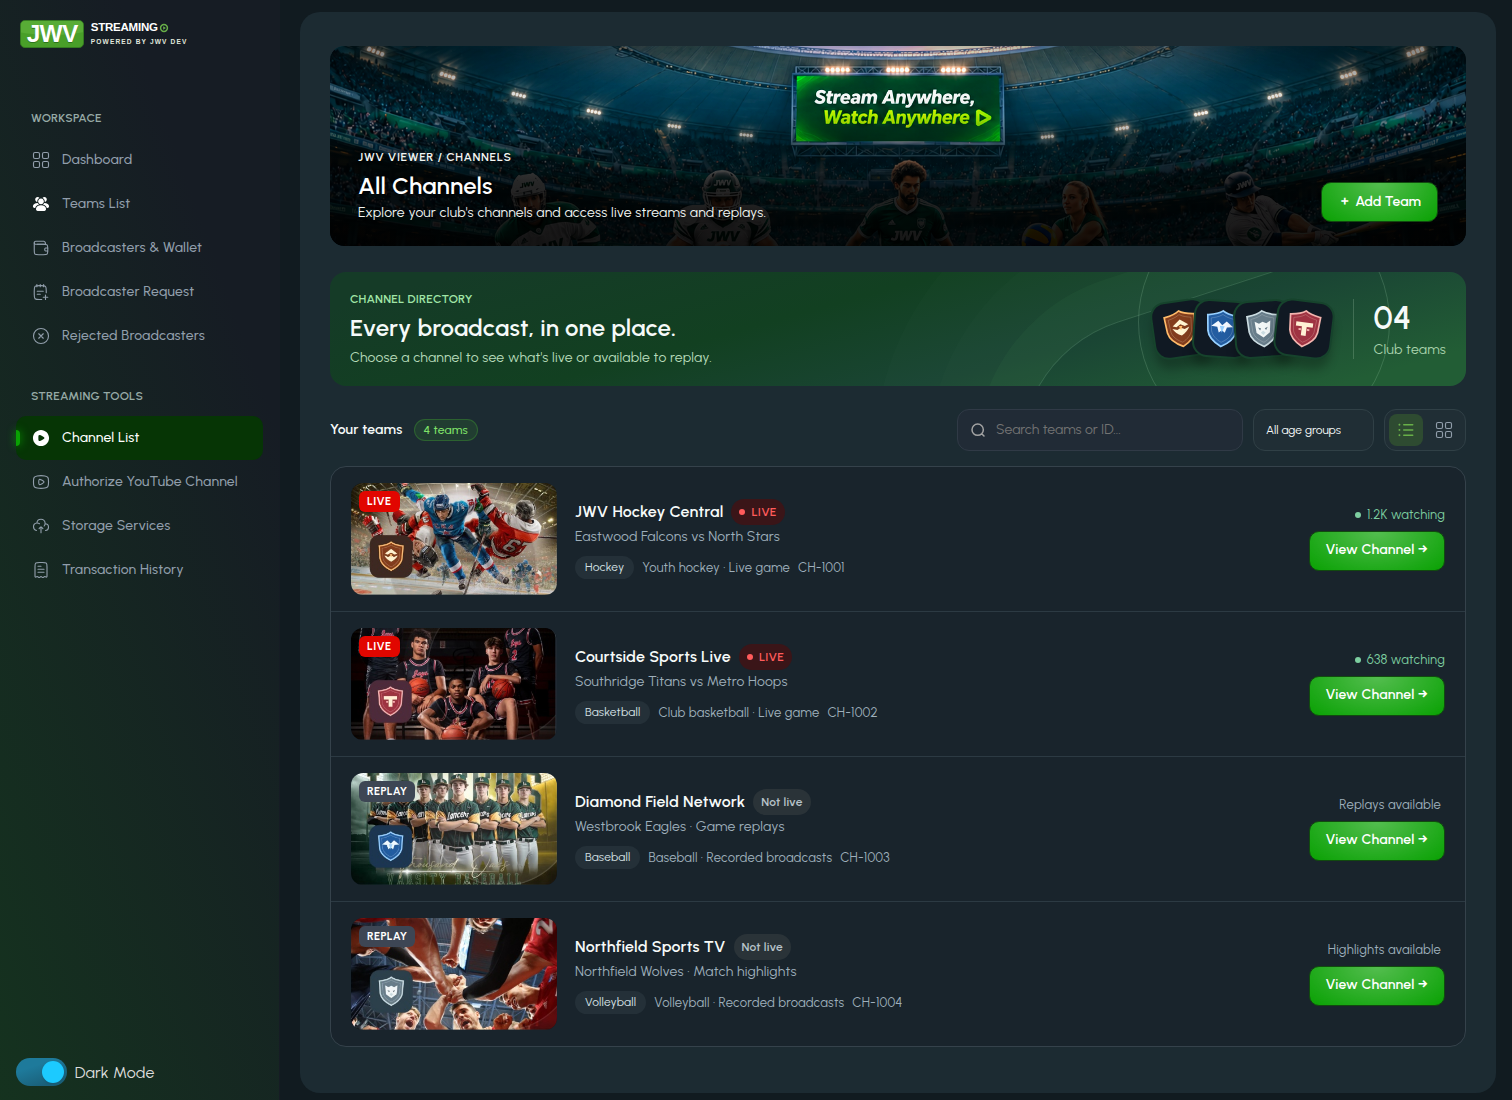 JWV STREAMING
POWERED BY JWV DEV
WORKSPACE
Dashboard
Teams List
Broadcasters & Wallet
Broadcaster Request
Rejected Broadcasters
STREAMING TOOLS
Channel List
Authorize YouTube Channel
Storage Services
Transaction History
Dark Mode
Stream Anywhere,
Watch Anywhere
JWV VIEWER / CHANNELS
All Channels
Explore your club's channels and access live streams and replays.
+ Add Team
JWV
JWV
JWV
JWV
JWV
CHANNEL DIRECTORY
Every broadcast, in one place.
Choose a channel to see what's live or available to replay.
04
Club teams
Your teams
4 teams
Search teams or ID...
All age groups
LIVE
JWV Hockey Central
LIVE
Eastwood Falcons vs North Stars
Hockey
Youth hockey · Live game
CH-1001
1.2K watching
View Channel →
LIVE
Courtside Sports Live
LIVE
Southridge Titans vs Metro Hoops
Basketball
Club basketball · Live game
CH-1002
638 watching
View Channel →
REPLAY
Diamond Field Network
Not live
Westbrook Eagles · Game replays
Baseball
Baseball · Recorded broadcasts
CH-1003
VARSITY BASEBALL
Replays available
View Channel →
REPLAY
Northfield Sports TV
Not live
Northfield Wolves · Match highlights
Volleyball
Volleyball · Recorded broadcasts
CH-1004
Highlights available
View Channel →